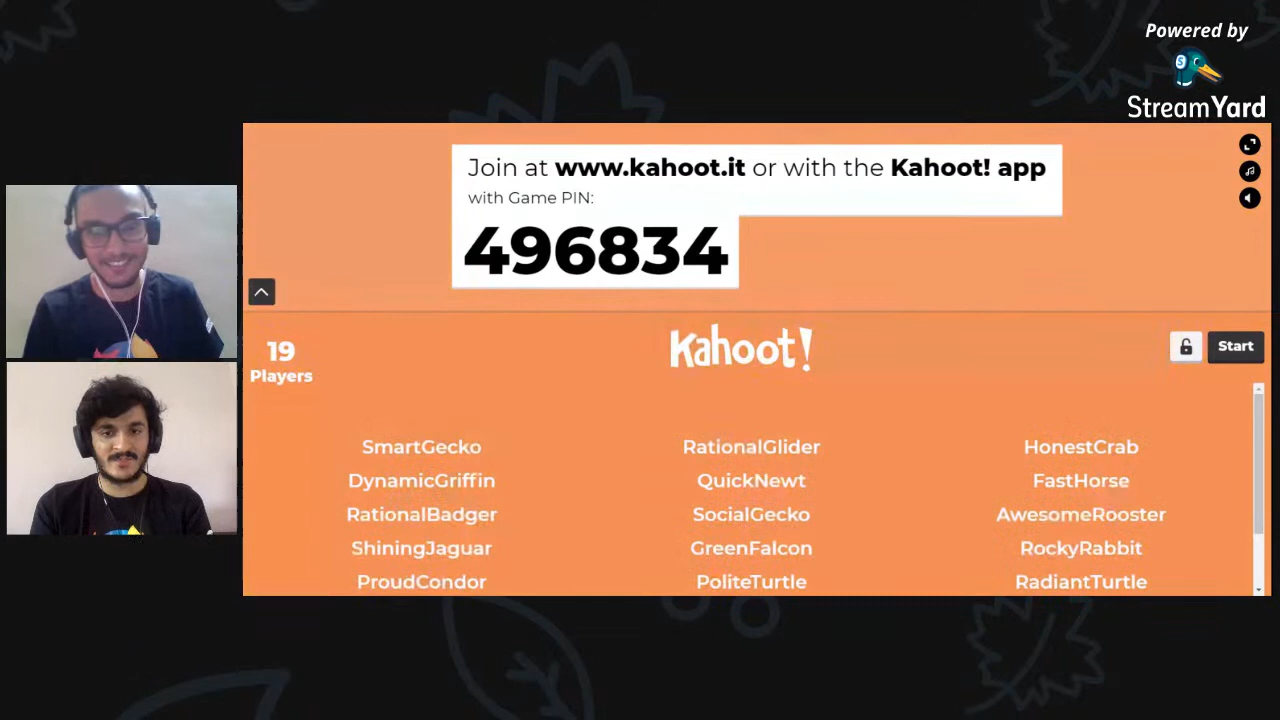 Powered by
StreamYard
Join at www.kahoot.it or with the Kahoot! app
with Game PIN:
496834
19
Players
Kahoot!
Start
SmartGecko
RationalGlider
HonestCrab
DynamicGriffin
QuickNewt
FastHorse
RationalBadger
SocialGecko
AwesomeRooster
ShiningJaguar
GreenFalcon
RockyRabbit
ProudCondor
PoliteTurtle
RadiantTurtle